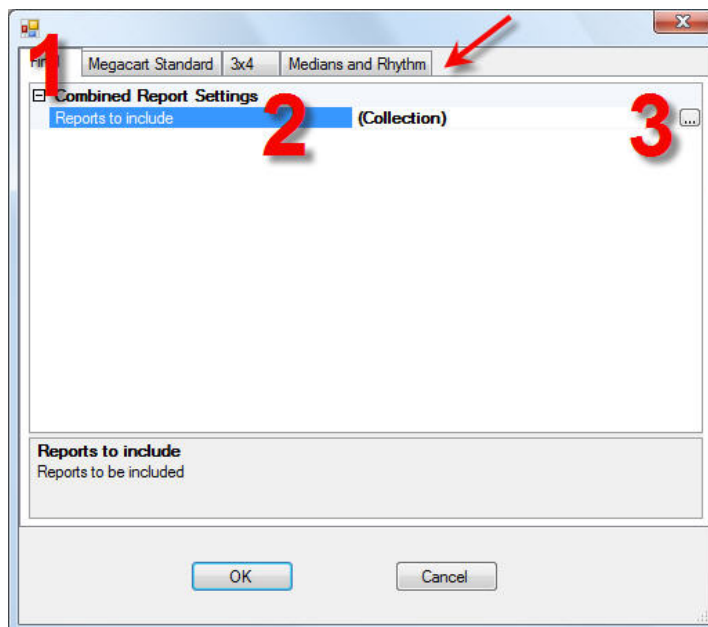 1
Megacart Standard
3x4
Medians and Rhythm
Combined Report Settings
Reports to include
2
(Collection)
3
...
Reports to include
Reports to be included
OK
Cancel